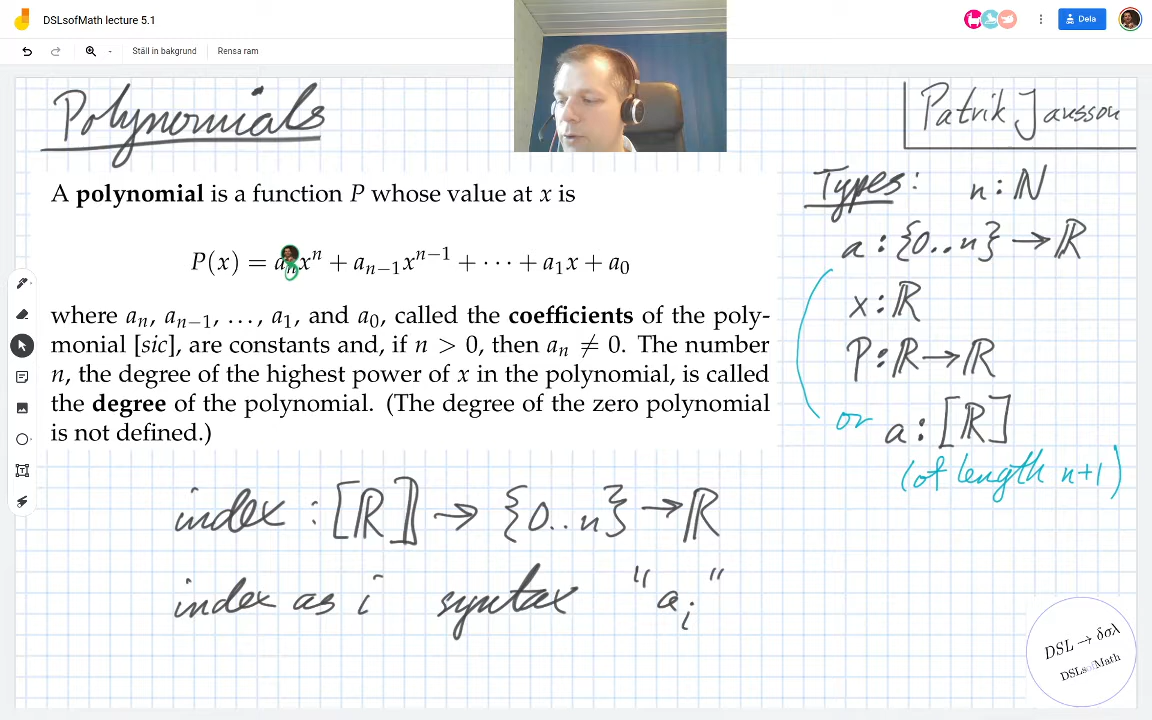 DSLsofMath lecture 5.1
Dela
Ställ in bakgrund
Rensa ram
Polynomials
Patrik Jansson
A polynomial is a function P whose value at x is
P(x) = aₙxⁿ + aₙ₋₁xⁿ⁻¹ + ··· + a₁x + a₀
where aₙ, aₙ₋₁, ..., a₁, and a₀, called the coefficients of the poly-
monial [sic], are constants and, if n > 0, then aₙ ≠ 0. The number
n, the degree of the highest power of x in the polynomial, is called
the degree of the polynomial. (The degree of the zero polynomial
is not defined.)
Types: n : ℕ
a : {0..n} → ℝ
x : ℝ
P : ℝ → ℝ
or a : [ℝ]
(of length n+1)
index : [ℝ] → {0..n} → ℝ
index as i syntax "aᵢ"
DSL → δσλ
DSLsofMath